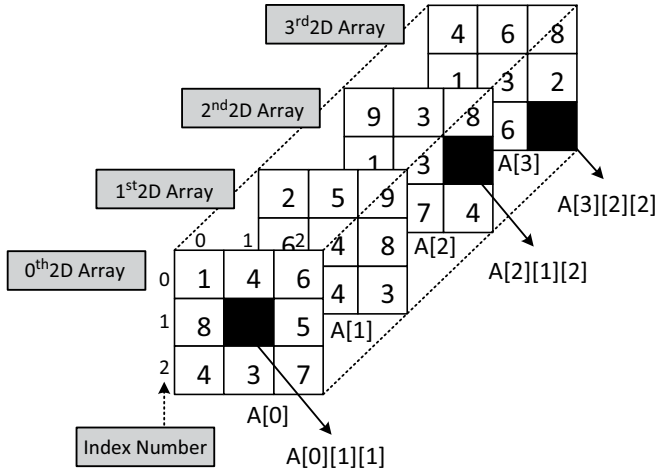 3rd2D Array
4 6 8
1 3 2
6
A[3]
A[3][2][2]
2nd2D Array
9 3 8
1 3
7 4
A[2]
A[2][1][2]
1st2D Array
2 5 9
6 4 8
4 3
A[1]
0th2D Array
0 1 2
0 1 4 6
1 8 5
2 4 3 7
A[0]
A[0][1][1]
Index Number